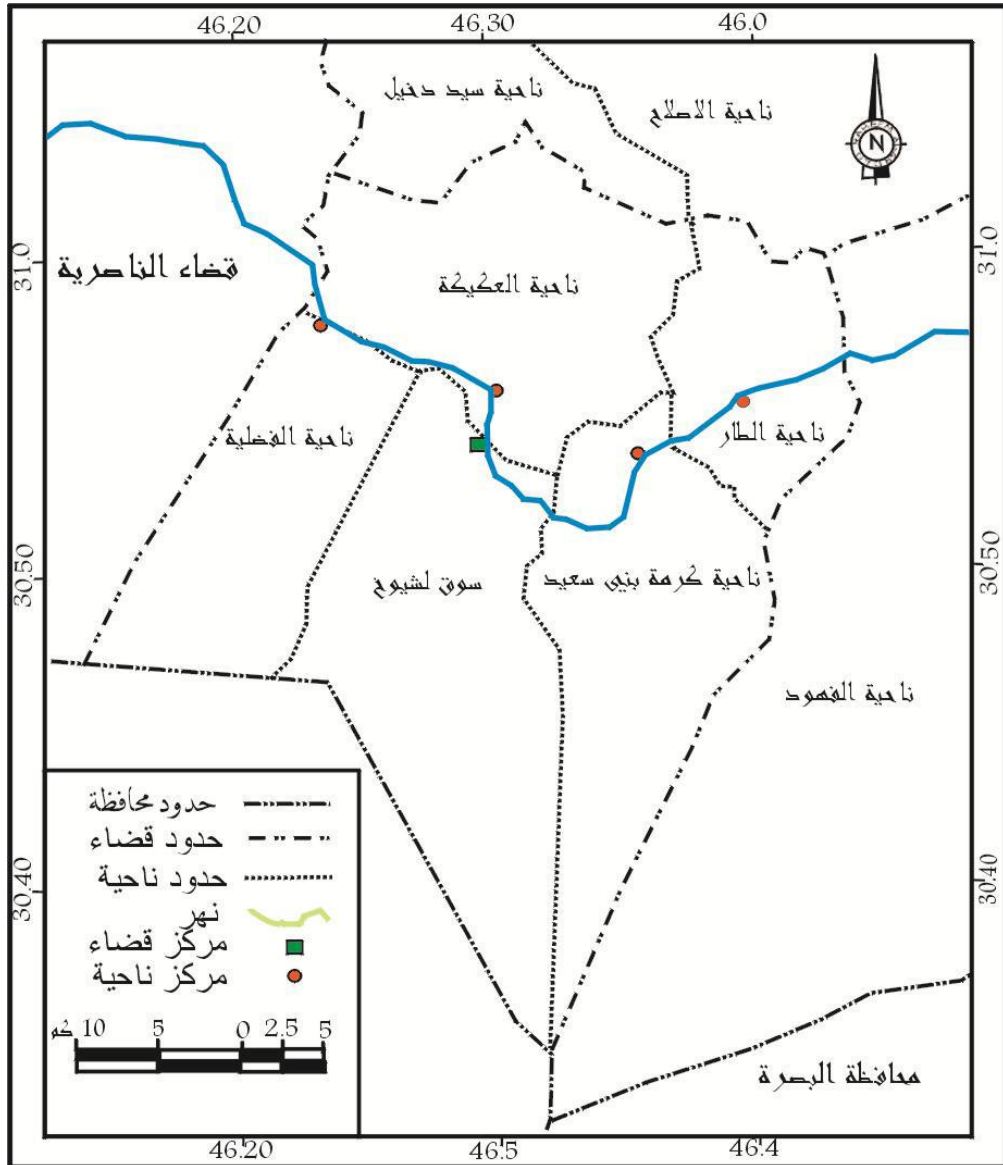 46.20 46.30 46.0
ناحية سيد دخيل
ناحية الاصلاح
N
31.0 31.0
قضاء الناصرية
ناحية العكيكة
ناحية الفضلية
ناحية الطار
30.50 30.50
سوق لشيوخ
ناحية كرمة بني سعيد
ناحية الفهود
حدود محافظة
حدود قضاء
حدود ناحية
30.40 30.40
نهر
مركز قضاء
مركز ناحية
5 2.5 0 5 10 كم
محافظة البصرة
46.20 46.5 46.4